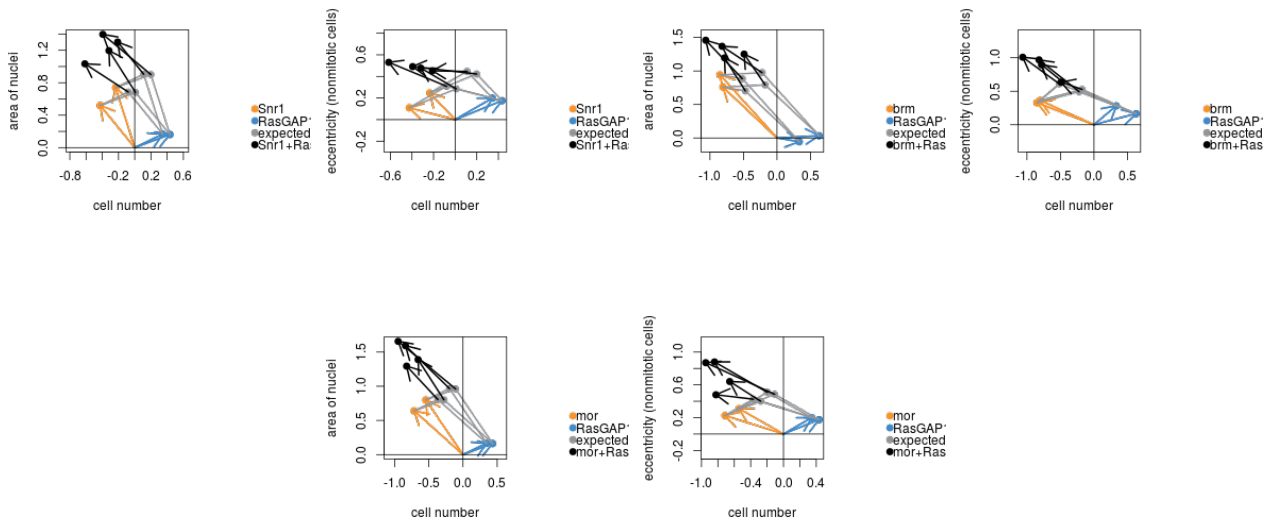 area of nuclei
0.0 0.4 0.8 1.2
-0.8 -0.2 0.2 0.6
cell number
Snr1
RasGAP1
expected
Snr1+Ras
eccentricity (nonmitotic cells)
-0.2 0.2 0.6
-0.6 -0.2 0.2
cell number
Snr1
RasGAP1
expected
Snr1+Ras
area of nuclei
0.0 0.5 1.0 1.5
-1.0 -0.5 0.0 0.5
cell number
brm
RasGAP1
expected
brm+Ras
eccentricity (nonmitotic cells)
0.0 0.5 1.0
-1.0 -0.5 0.0 0.5
cell number
brm
RasGAP1
expected
brm+Ras
area of nuclei
0.0 0.5 1.0 1.5
-1.0 -0.5 0.0 0.5
cell number
mor
RasGAP1
expected
mor+Ras
eccentricity (nonmitotic cells)
-0.2 0.2 0.6 1.0
-1.0 -0.4 0.0 0.4
cell number
mor
RasGAP1
expected
mor+Ras